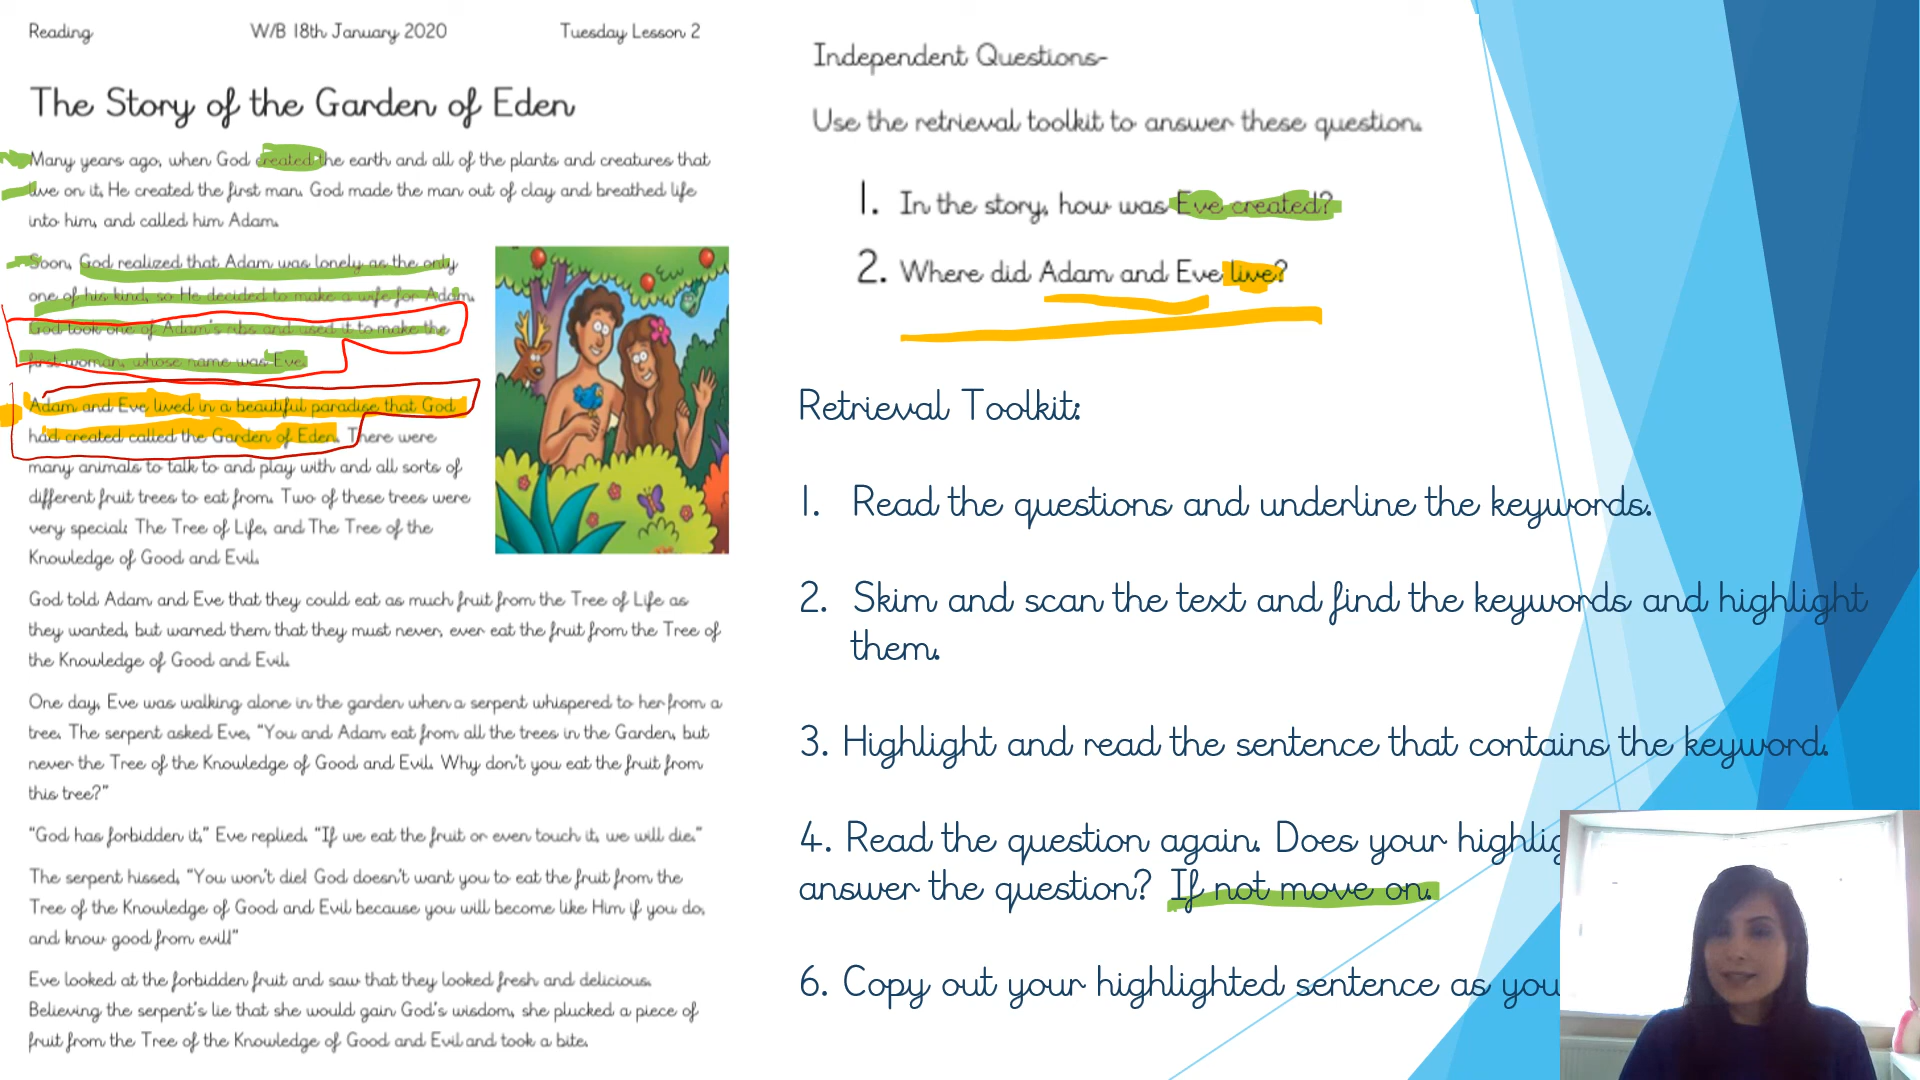 Reading W/B 18th January 2020 Tuesday Lesson 2
The Story of the Garden of Eden
Many years ago, when God created the earth and all of the plants and creatures that
live on it, He created the first man. God made the man out of clay and breathed life
into him, and called him Adam.
Soon, God realized that Adam was lonely as the only
one of his kind, so He decided to make a wife for Adam.
God took one of Adam's ribs and used it to make the
first woman, whose name was Eve.
Adam and Eve lived in a beautiful paradise that God
had created called the Garden of Eden. There were
many animals to talk to and play with and all sorts of
different fruit trees to eat from. Two of these trees were
very special: The Tree of Life, and The Tree of the
Knowledge of Good and Evil.
God told Adam and Eve that they could eat as much fruit from the Tree of Life as
they wanted, but warned them that they must never, ever eat the fruit from the Tree of
the Knowledge of Good and Evil.
One day, Eve was walking alone in the garden when a serpent whispered to her from a
tree. The serpent asked Eve, "You and Adam eat from all the trees in the Garden, but
never the Tree of the Knowledge of Good and Evil. Why don't you eat the fruit from
this tree?"
"God has forbidden it," Eve replied. "If we eat the fruit or even touch it, we will die."
The serpent hissed, "You won't die! God doesn't want you to eat the fruit from the
Tree of the Knowledge of Good and Evil because you will become like Him if you do,
and know good from evil!"
Eve looked at the forbidden fruit and saw that they looked fresh and delicious.
Believing the serpent's lie that she would gain God's wisdom, she plucked a piece of
fruit from the Tree of the Knowledge of Good and Evil and took a bite.
Independent Questions-
Use the retrieval toolkit to answer these question.
1. In the story, how was Eve created?
2. Where did Adam and Eve live?
Retrieval Toolkit:
1. Read the questions and underline the keywords.
2. Skim and scan the text and find the keywords and highlight
them.
3. Highlight and read the sentence that contains the keyword.
4. Read the question again. Does your highlig
answer the question? If not move on.
6. Copy out your highlighted sentence as you